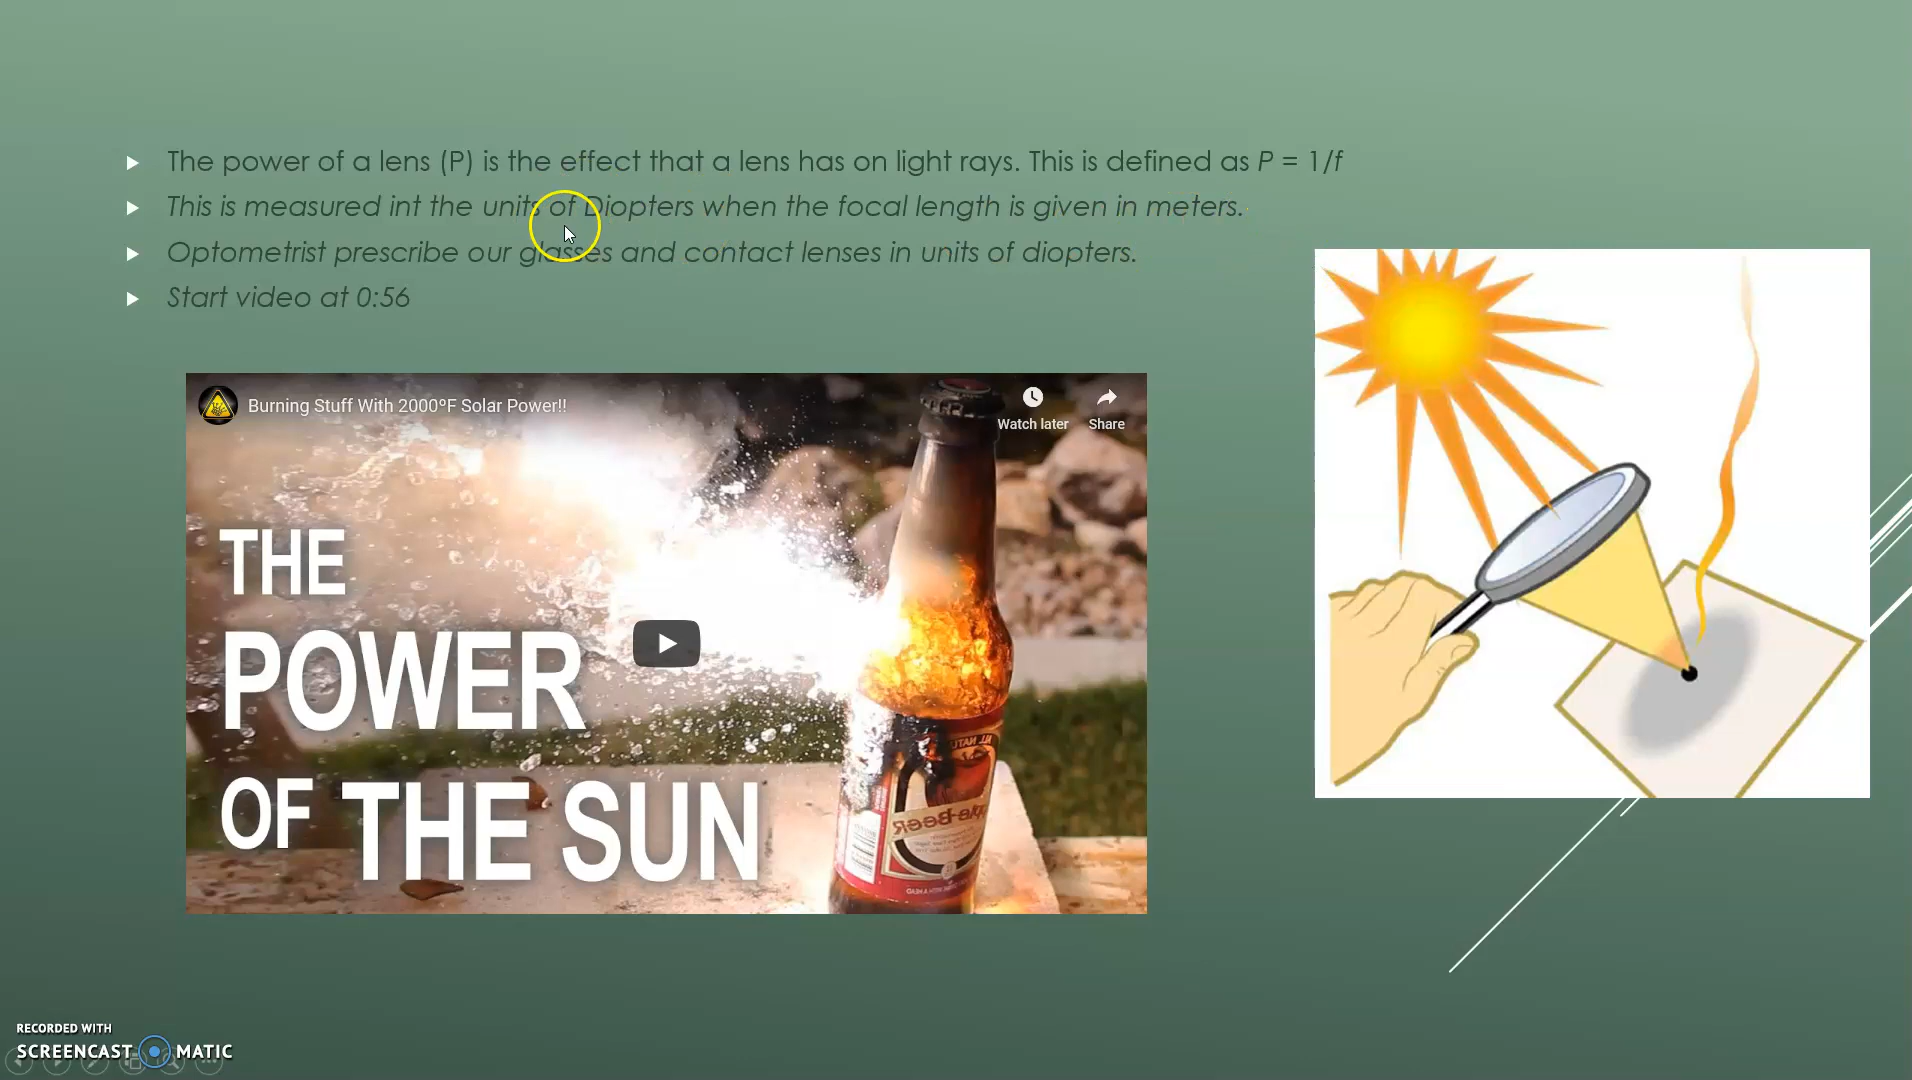 The power of a lens (P) is the effect that a lens has on light rays. This is defined as P = 1/f
This is measured int the units of Diopters when the focal length is given in meters.
Optometrist prescribe our glasses and contact lenses in units of diopters.
Start video at 0:56
Burning Stuff With 2000ºF Solar Power!!
Watch later
Share
THE
POWER
OF THE SUN
RECORDED WITH
SCREENCAST MATIC